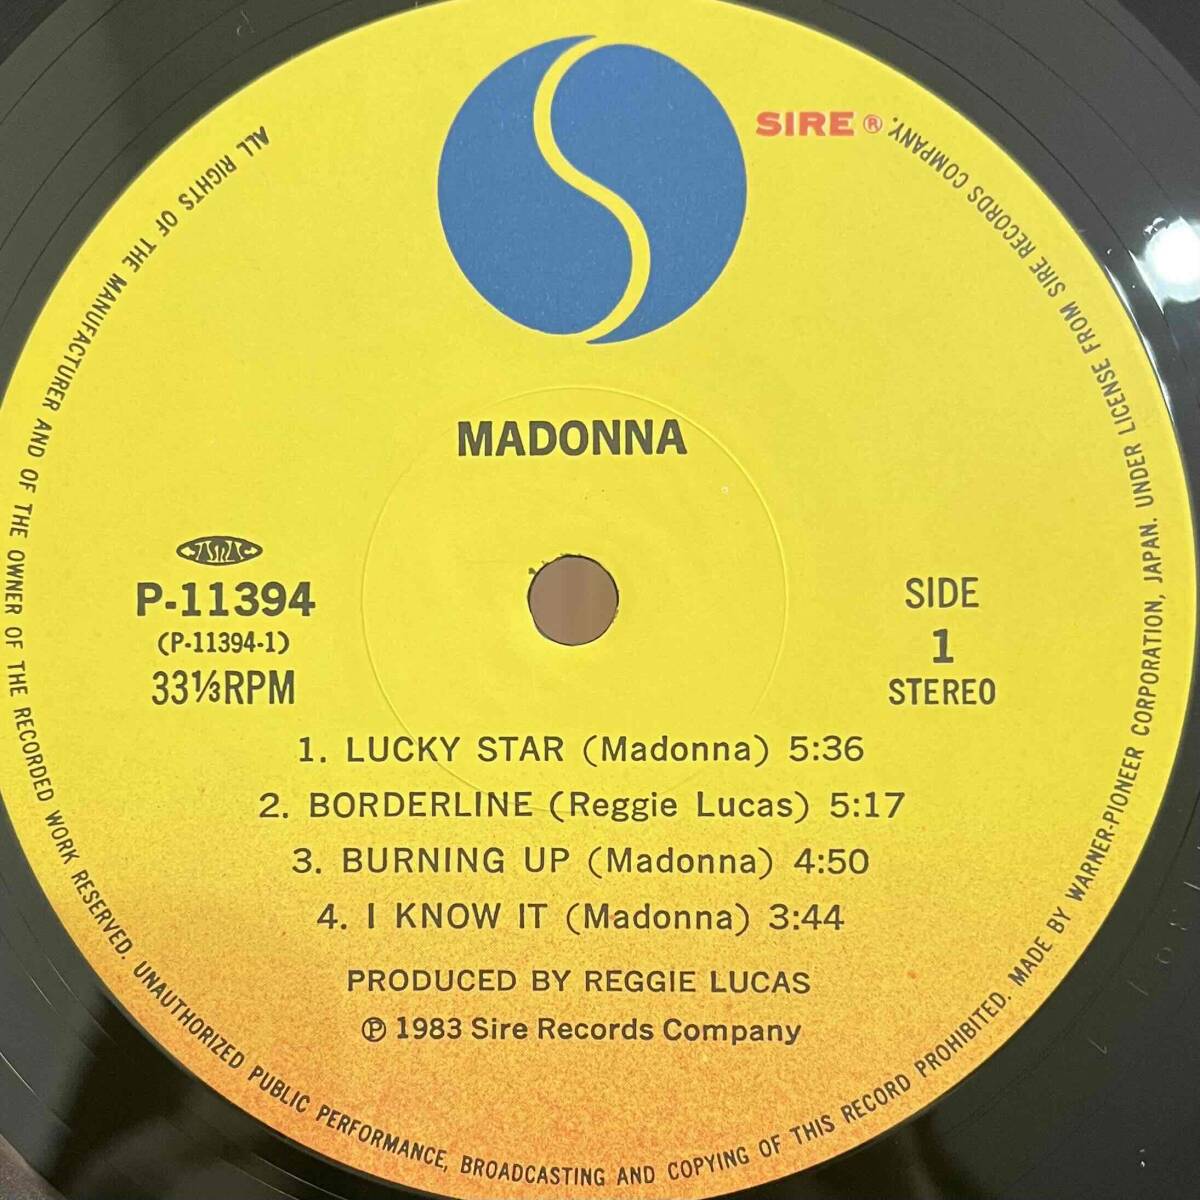 SIRE ®
MADONNA
P-11394
(P-11394-1)
33⅓RPM
SIDE
1
STEREO
1. LUCKY STAR (Madonna) 5:36
2. BORDERLINE (Reggie Lucas) 5:17
3. BURNING UP (Madonna) 4:50
4. I KNOW IT (Madonna) 3:44
PRODUCED BY REGGIE LUCAS
℗ 1983 Sire Records Company
ALL RIGHTS OF THE MANUFACTURER AND OF THE OWNER OF THE RECORDED WORK RESERVED. UNAUTHORIZED PUBLIC PERFORMANCE, BROADCASTING AND COPYING OF THIS RECORD PROHIBITED. MADE BY WARNER-PIONEER CORPORATION, JAPAN. UNDER LICENSE FROM SIRE RECORDS COMPANY.